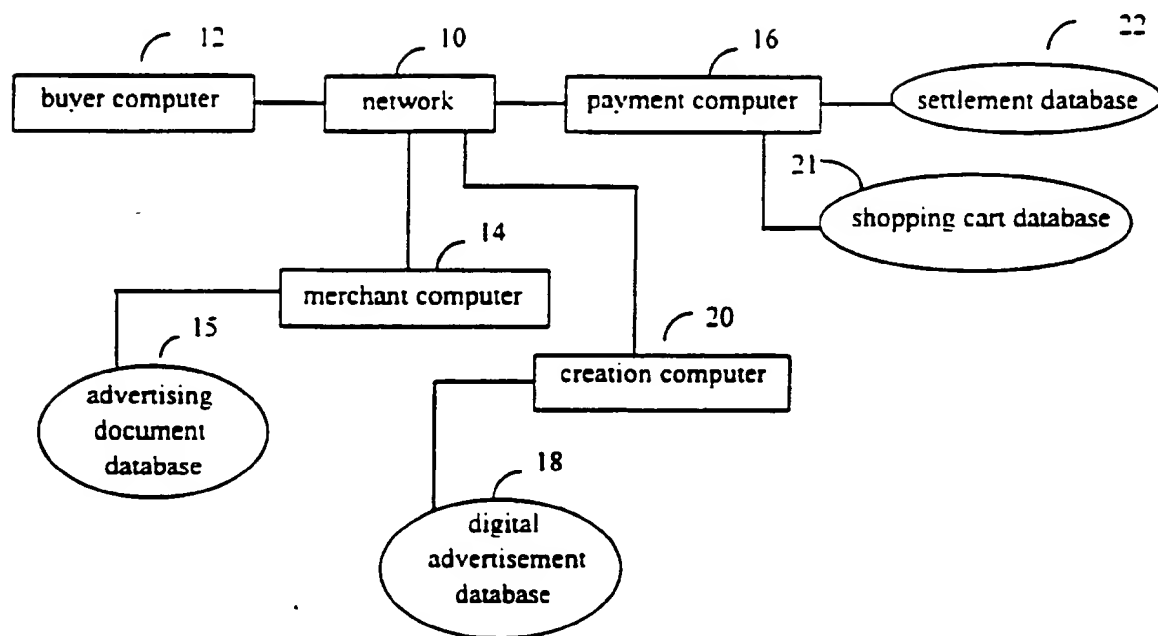 12
10
16
22
buyer computer
network
payment computer
settlement database
21
shopping cart database
14
merchant computer
15
20
advertising
document
database
creation computer
18
digital
advertisement
database